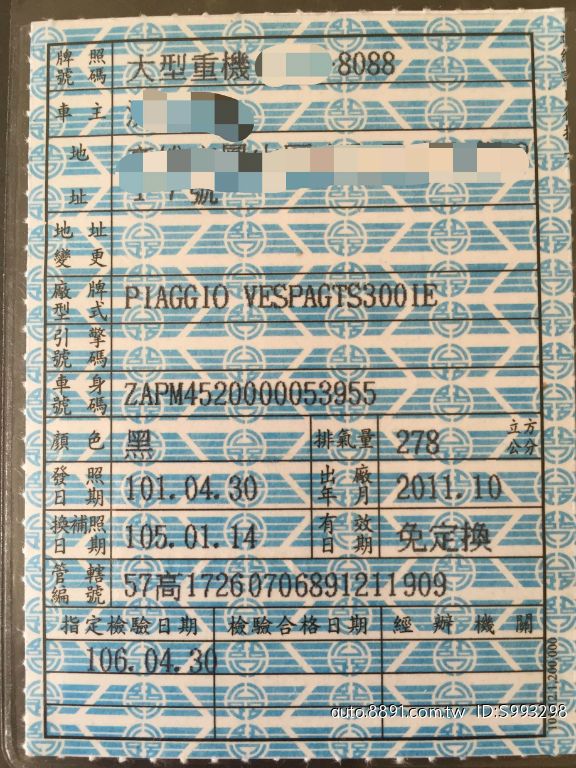 牌照號碼 大型重機 8088
車主
地址
號
地址變更
廠牌型式 PIAGGIO VESPAGTS300IE
引擎號碼
車身號碼 ZAPM4520000053955
顏色 黑 排氣量 278 立方公分
發照日期 101.04.30 出廠年月 2011.10
換補照日期 105.01.14 有效日期 免定換
管轄編號 57高17260706891211909
指定檢驗日期 檢驗合格日期 經辦機關
106.04.30
auto.8891.com.tw ID:S993298